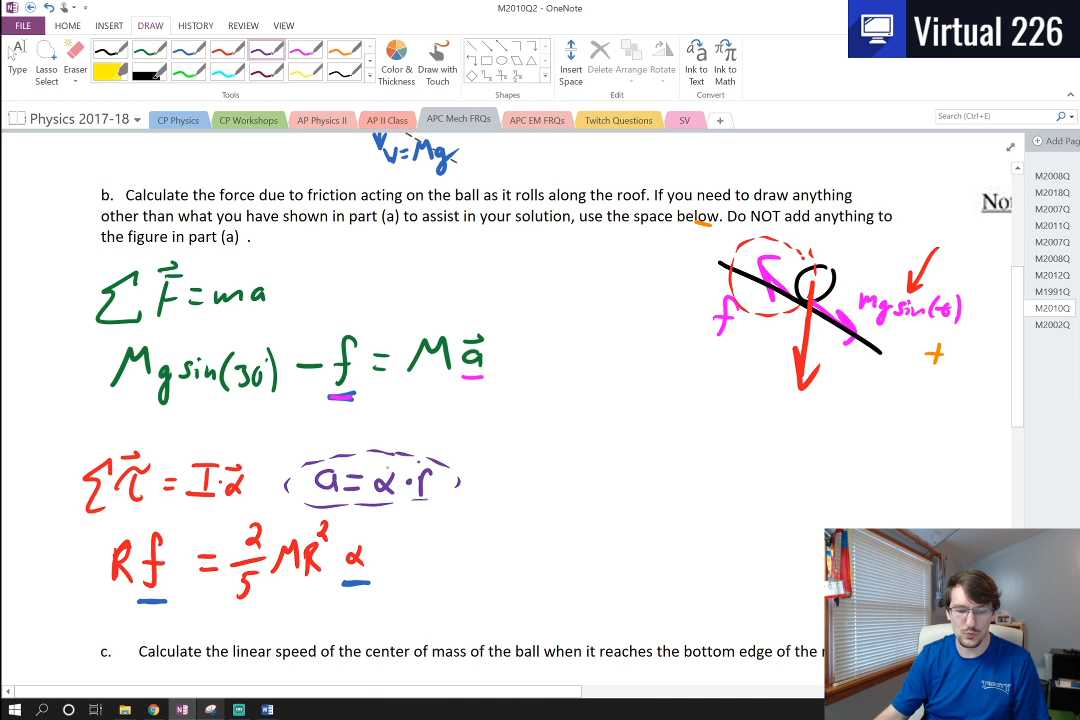 M2010Q2 - OneNote
FILE HOME INSERT DRAW HISTORY REVIEW VIEW
Virtual 226
Type Lasso Select Eraser Color & Thickness Draw with Touch Insert Space Delete Arrange Rotate Ink to Text Ink to Math
Tools Shapes Edit Convert
Physics 2017-18 CP Physics CP Workshops AP Physics II AP II Class APC Mech FRQs APC EM FRQs Twitch Questions SV + Search (Ctrl+E)
Add Pag
M2008Q
M2018Q
M2007Q
M2011Q
M2007Q
M2008Q
M2012Q
M1991Q
M2010Q
M2002Q
= Mg
b. Calculate the force due to friction acting on the ball as it rolls along the roof. If you need to draw anything
other than what you have shown in part (a) to assist in your solution, use the space below. Do NOT add anything to
the figure in part (a) .
f
Mg sin(θ)
+
Σ F⃗ = ma
Mg sin(30°) - f = M a⃗
Σ τ⃗ = I · α⃗ ( a = α · r )
R f = 2/5 MR² α
c. Calculate the linear speed of the center of mass of the ball when it reaches the bottom edge of the